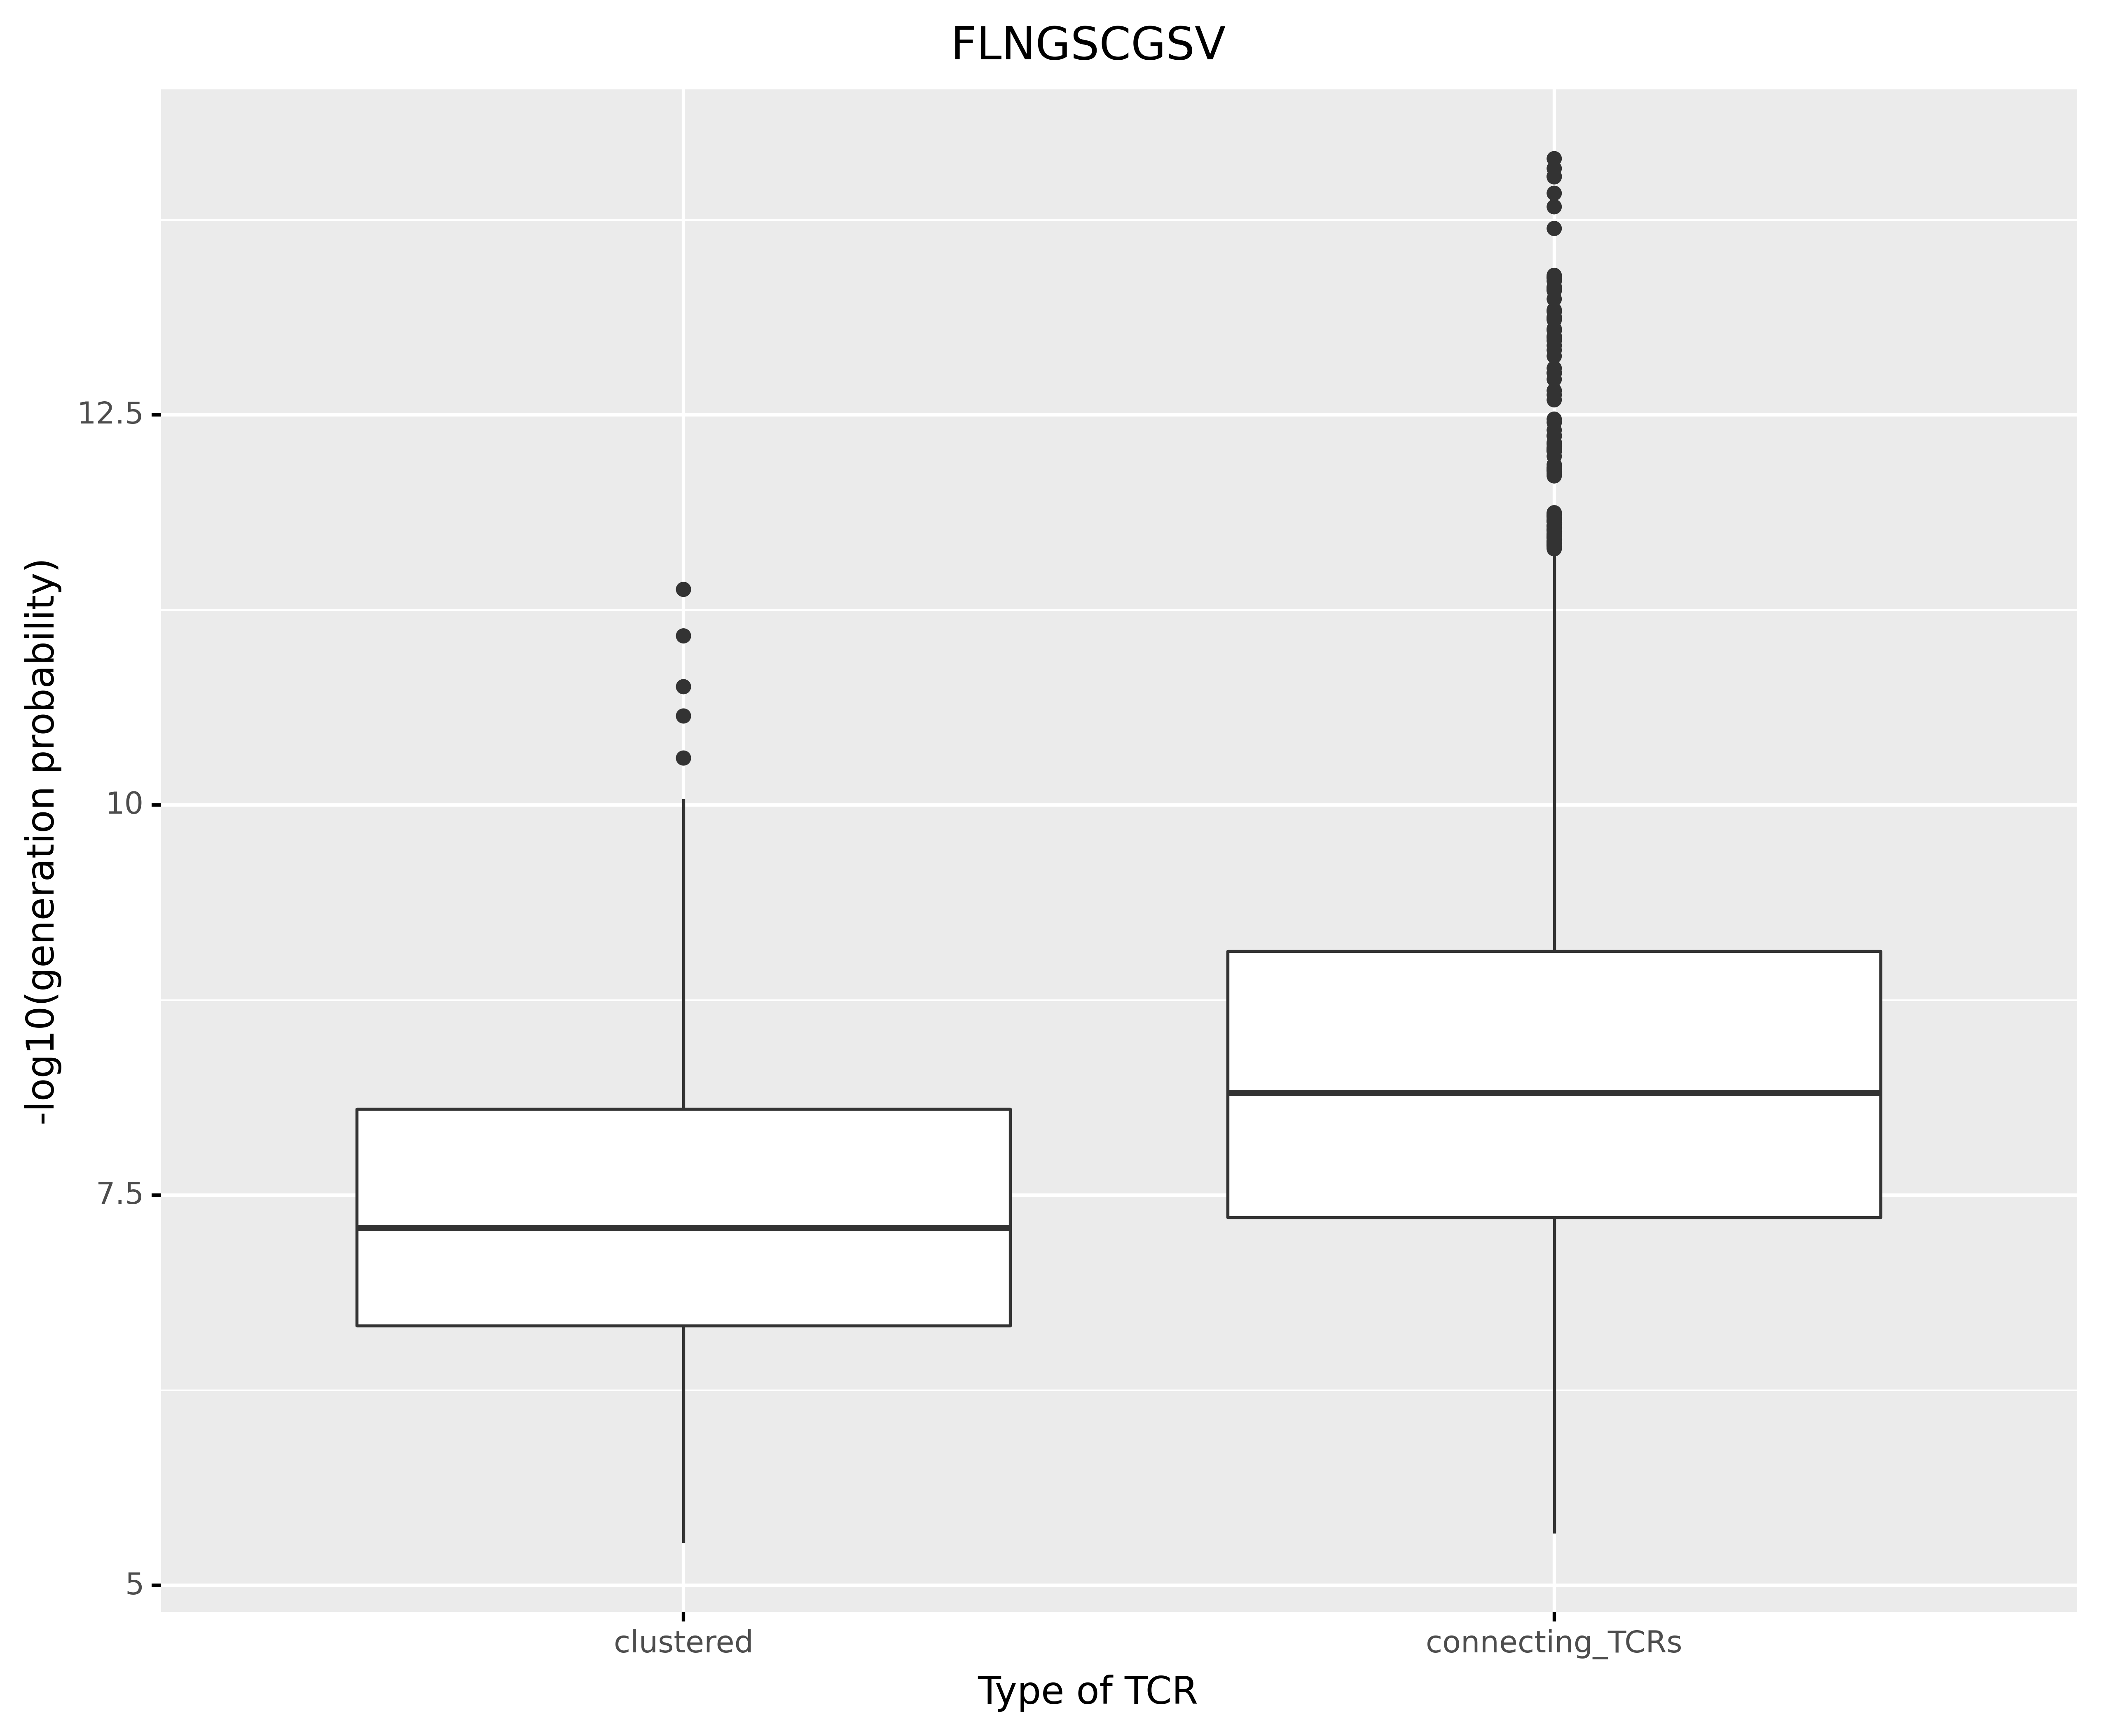 FLNGSCGSV
-log10(generation probability)
12.5
10
7.5
5
clustered
connecting_TCRs
Type of TCR